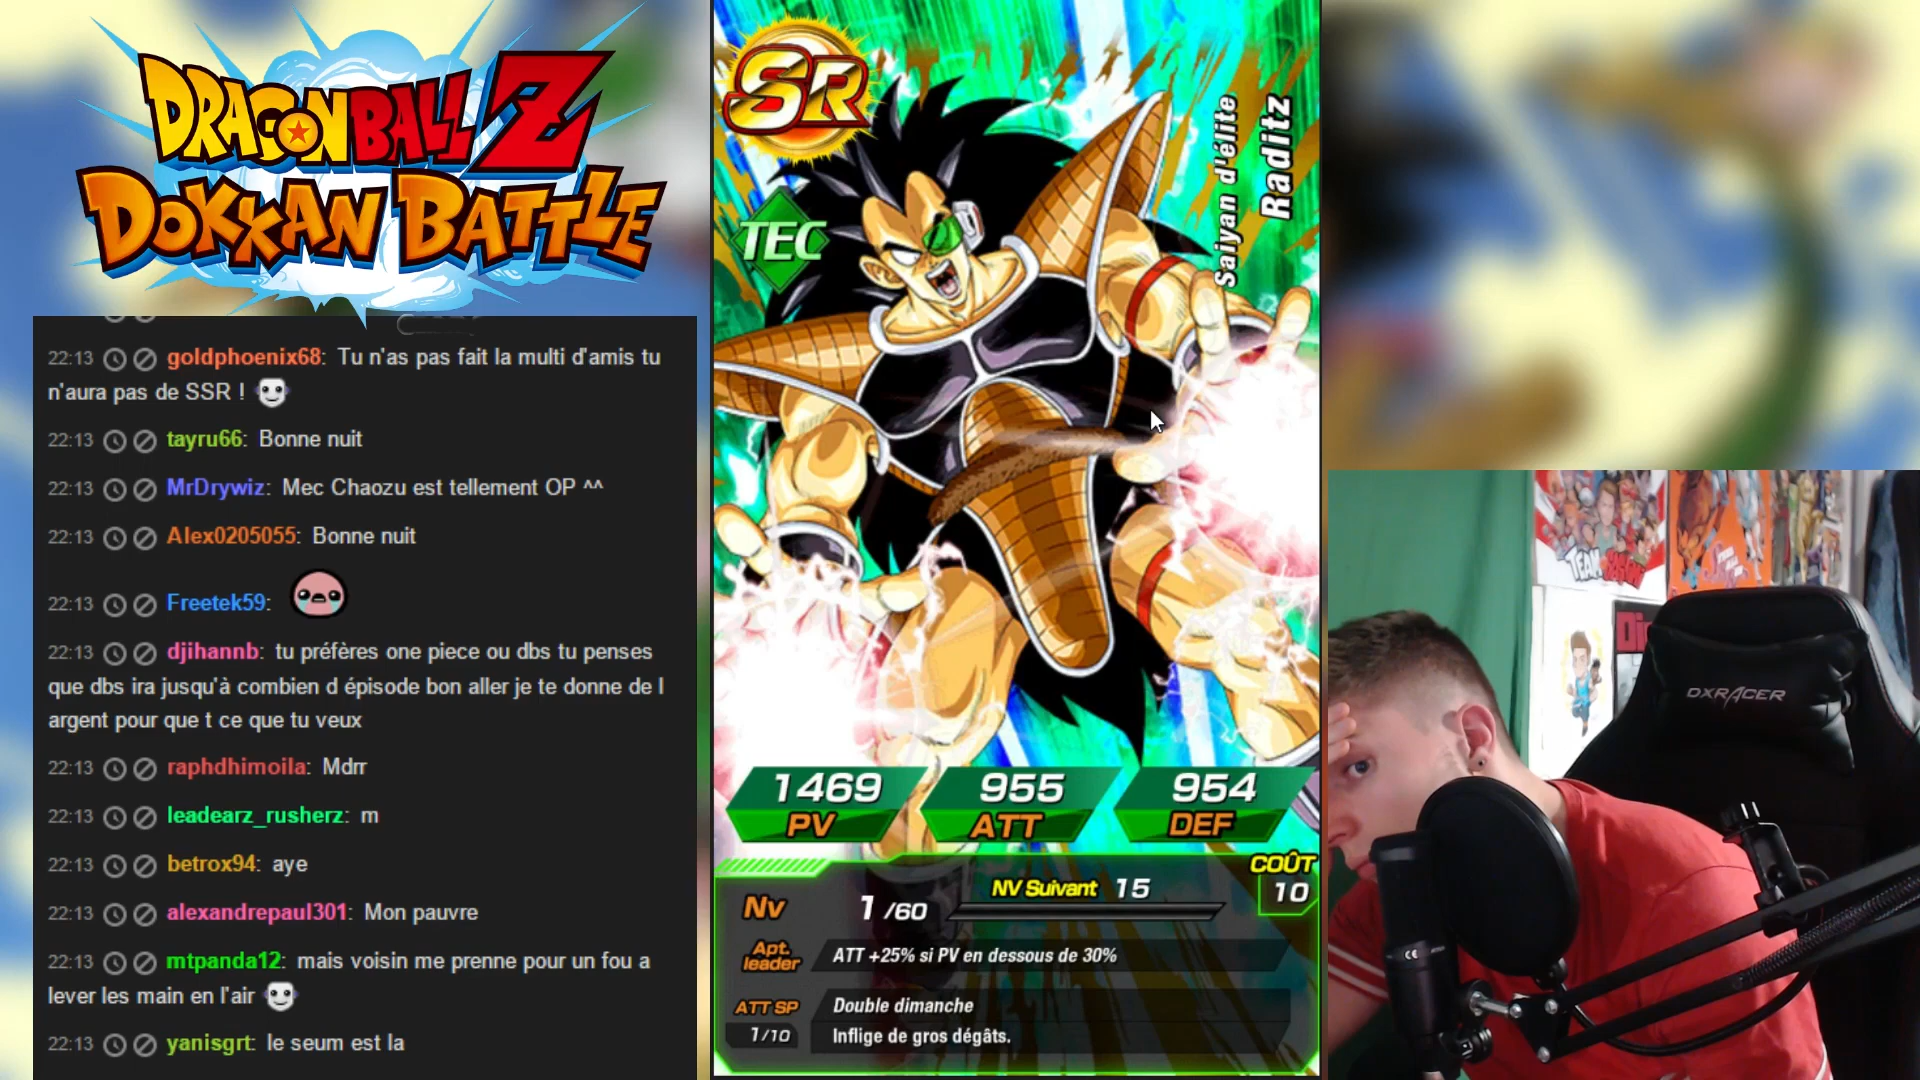 DRAGON BALL Z
DOKKAN BATTLE
22:13 goldphoenix68: Tu n'as pas fait la multi d'amis tu
n'aura pas de SSR !
22:13 tayru66: Bonne nuit
22:13 MrDrywiz: Mec Chaozu est tellement OP ^^
22:13 Alex0205055: Bonne nuit
22:13 Freetek59:
22:13 djihannb: tu préfères one piece ou dbs tu penses
que dbs ira jusqu'à combien d épisode bon aller je te donne de l
argent pour que t ce que tu veux
22:13 raphdhimoila: Mdrr
22:13 leadearz_rusherz: m
22:13 betrox94: aye
22:13 alexandrepaul301: Mon pauvre
22:13 mtpanda12: mais voisin me prenne pour un fou a
lever les main en l'air
22:13 yanisgrt: le seum est la
SR
TEC
Saiyan d'élite
Raditz
1469
PV
955
ATT
954
DEF
COÛT
10
NV Suivant 15
Nv 1/60
Apt.
leader
ATT +25% si PV en dessous de 30%
ATT SP
1/10
Double dimanche
Inflige de gros dégâts.
TEAM
DXRACER
CE